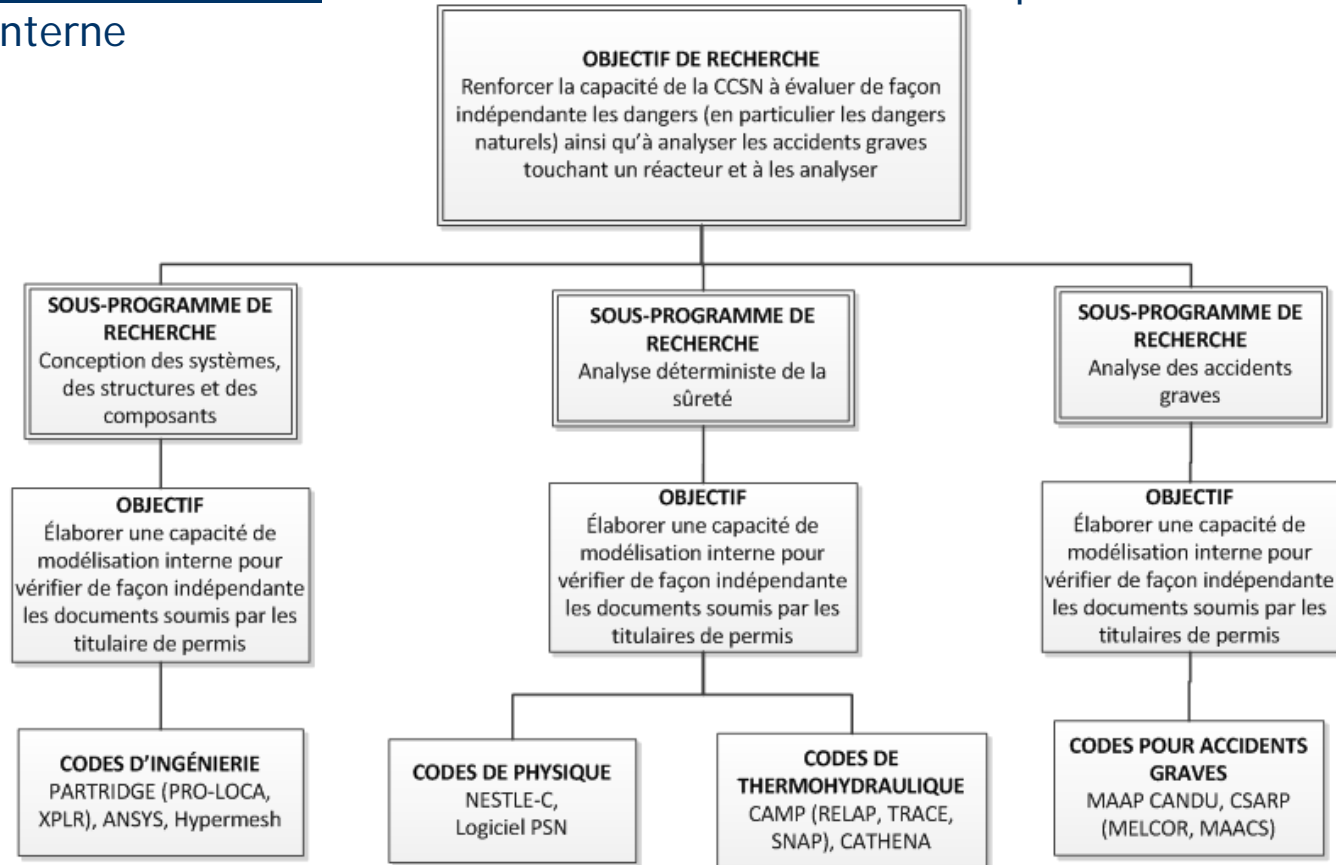 nterne
OBJECTIF DE RECHERCHE
Renforcer la capacité de la CCSN à évaluer de façon
indépendante les dangers (en particulier les dangers
naturels) ainsi qu'à analyser les accidents graves
touchant un réacteur et à les analyser
SOUS-PROGRAMME DE
RECHERCHE
Conception des systèmes,
des structures et des
composants
SOUS-PROGRAMME DE
RECHERCHE
Analyse déterministe de la
sûreté
SOUS-PROGRAMME DE
RECHERCHE
Analyse des accidents
graves
OBJECTIF
Élaborer une capacité de
modélisation interne pour
vérifier de façon indépendante
les documents soumis par les
titulaire de permis
OBJECTIF
Élaborer une capacité de
modélisation interne pour
vérifier de façon indépendante
les documents soumis par les
titulaires de permis
OBJECTIF
Élaborer une capacité de
modélisation interne pour
vérifier de façon indépendante
les documents soumis par les
titulaires de permis
CODES D'INGÉNIERIE
PARTRIDGE (PRO-LOCA,
XPLR), ANSYS, Hypermesh
CODES DE PHYSIQUE
NESTLE-C,
Logiciel PSN
CODES DE
THERMOHYDRAULIQUE
CAMP (RELAP, TRACE,
SNAP), CATHENA
CODES POUR ACCIDENTS
GRAVES
MAAP CANDU, CSARP
(MELCOR, MAACS)